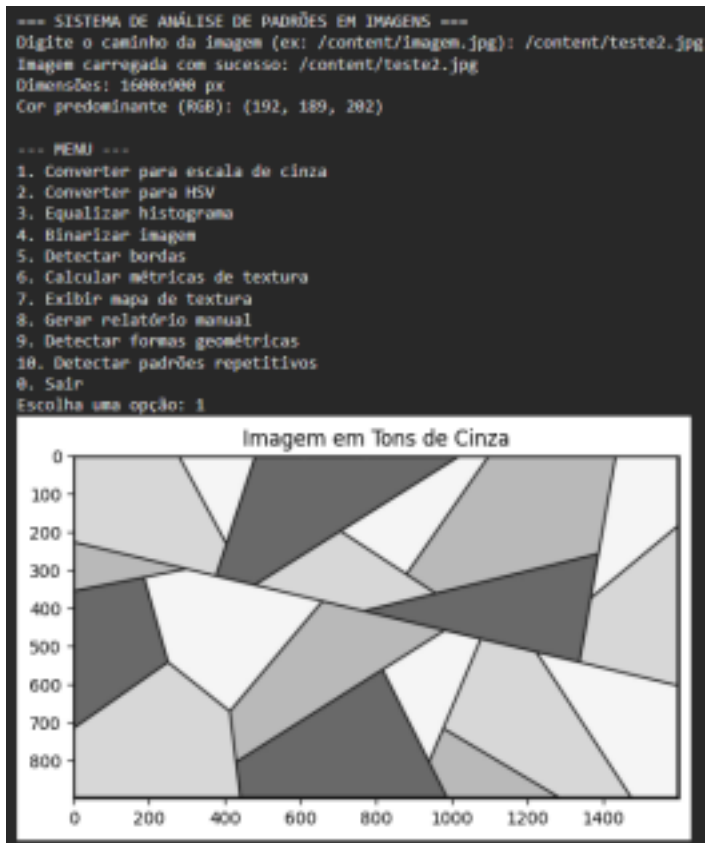 === SISTEMA DE ANÁLISE DE PADRÕES EM IMAGENS ===
Digite o caminho da imagem (ex: /content/imagem.jpg): /content/teste2.jpg
Imagem carregada com sucesso: /content/teste2.jpg
Dimensões: 1600x900 px
Cor predominante (RGB): (192, 189, 202)
--- MENU ---
1. Converter para escala de cinza
2. Converter para HSV
3. Equalizar histograma
4. Binarizar imagem
5. Detectar bordas
6. Calcular métricas de textura
7. Exibir mapa de textura
8. Gerar relatório manual
9. Detectar formas geométricas
10. Detectar padrões repetitivos
0. Sair
Escolha uma opção: 1
Imagem em Tons de Cinza
0
100
200
300
400
500
600
700
800
0 200 400 600 800 1000 1200 1400